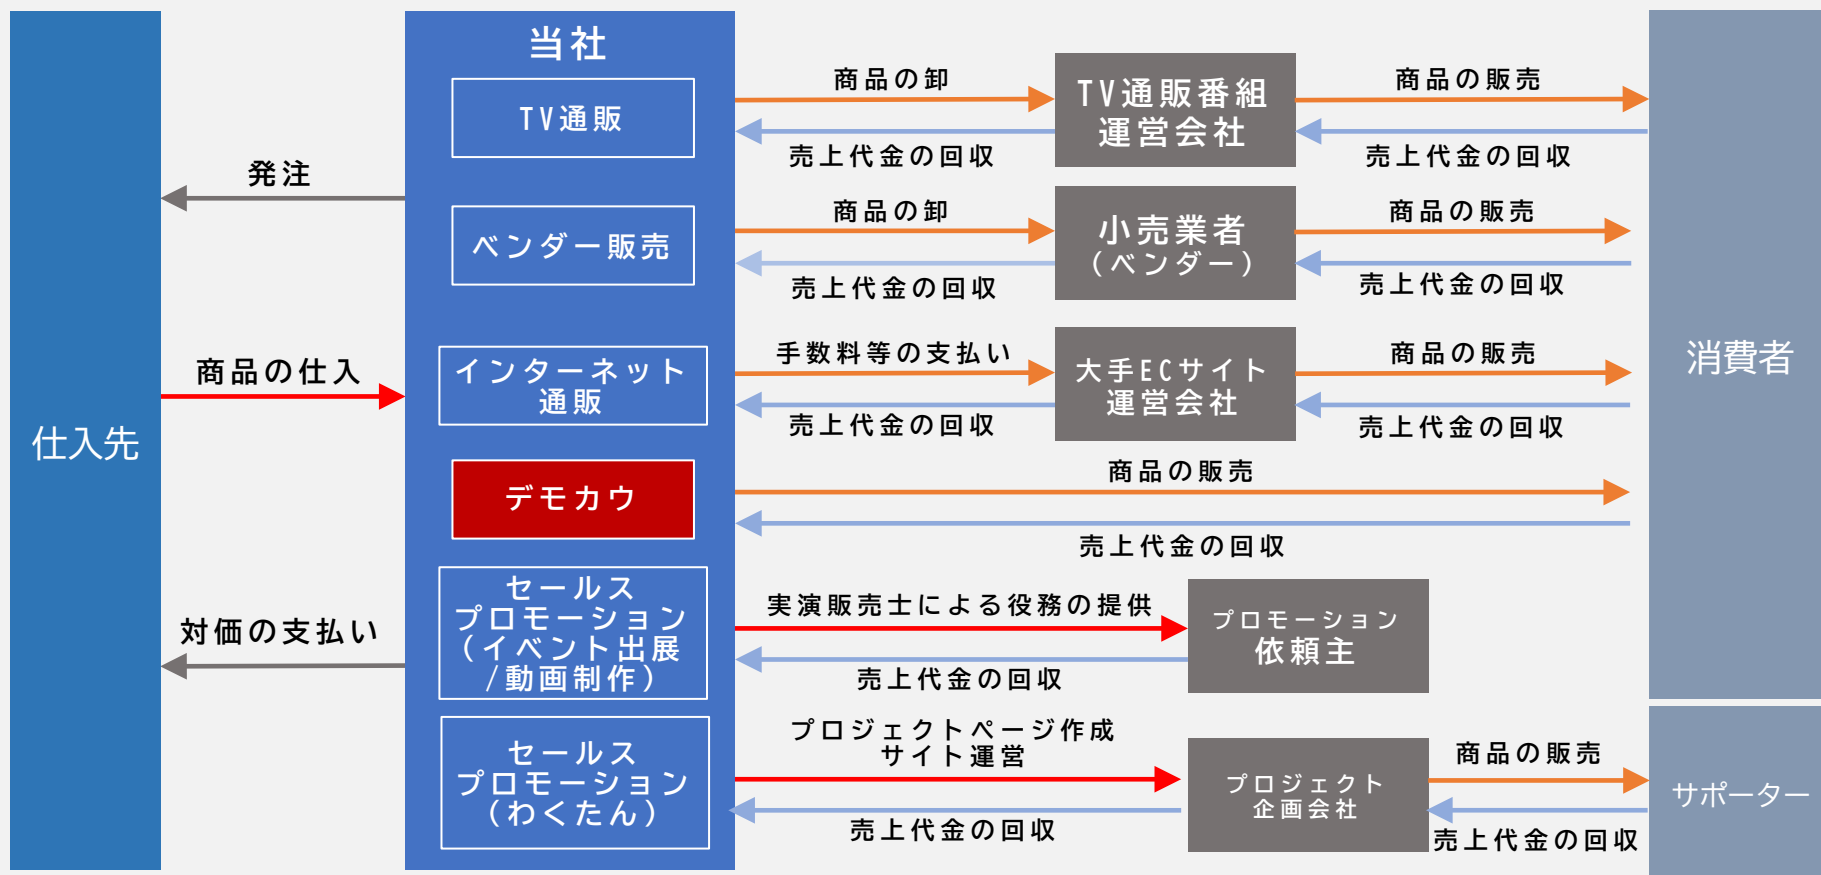 当社
TV通販
ベンダー販売
インターネット
通販
デモカウ
セールス
プロモーション
(イベント出展
/動画制作)
セールス
プロモーション
(わくたん)
仕入先
発注
商品の仕入
対価の支払い
商品の卸
売上代金の回収
TV通販番組
運営会社
商品の販売
売上代金の回収
商品の卸
売上代金の回収
小売業者
(ベンダー)
商品の販売
売上代金の回収
手数料等の支払い
売上代金の回収
大手ECサイト
運営会社
商品の販売
売上代金の回収
商品の販売
売上代金の回収
実演販売士による役務の提供
売上代金の回収
プロモーション
依頼主
プロジェクトページ作成
サイト運営
売上代金の回収
プロジェクト
企画会社
商品の販売
売上代金の回収
消費者
サポーター